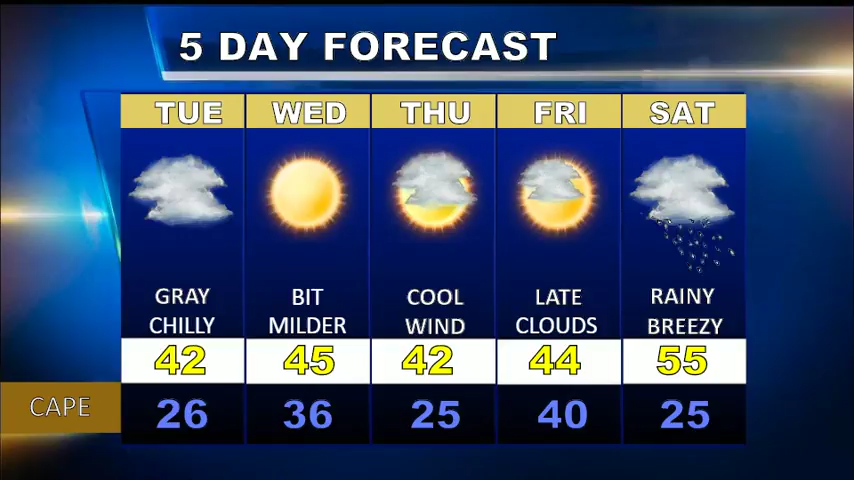 5 DAY FORECAST
TUE WED THU FRI SAT
GRAY CHILLY
BIT MILDER
COOL WIND
LATE CLOUDS
RAINY BREEZY
42 45 42 44 55
CAPE 26 36 25 40 25